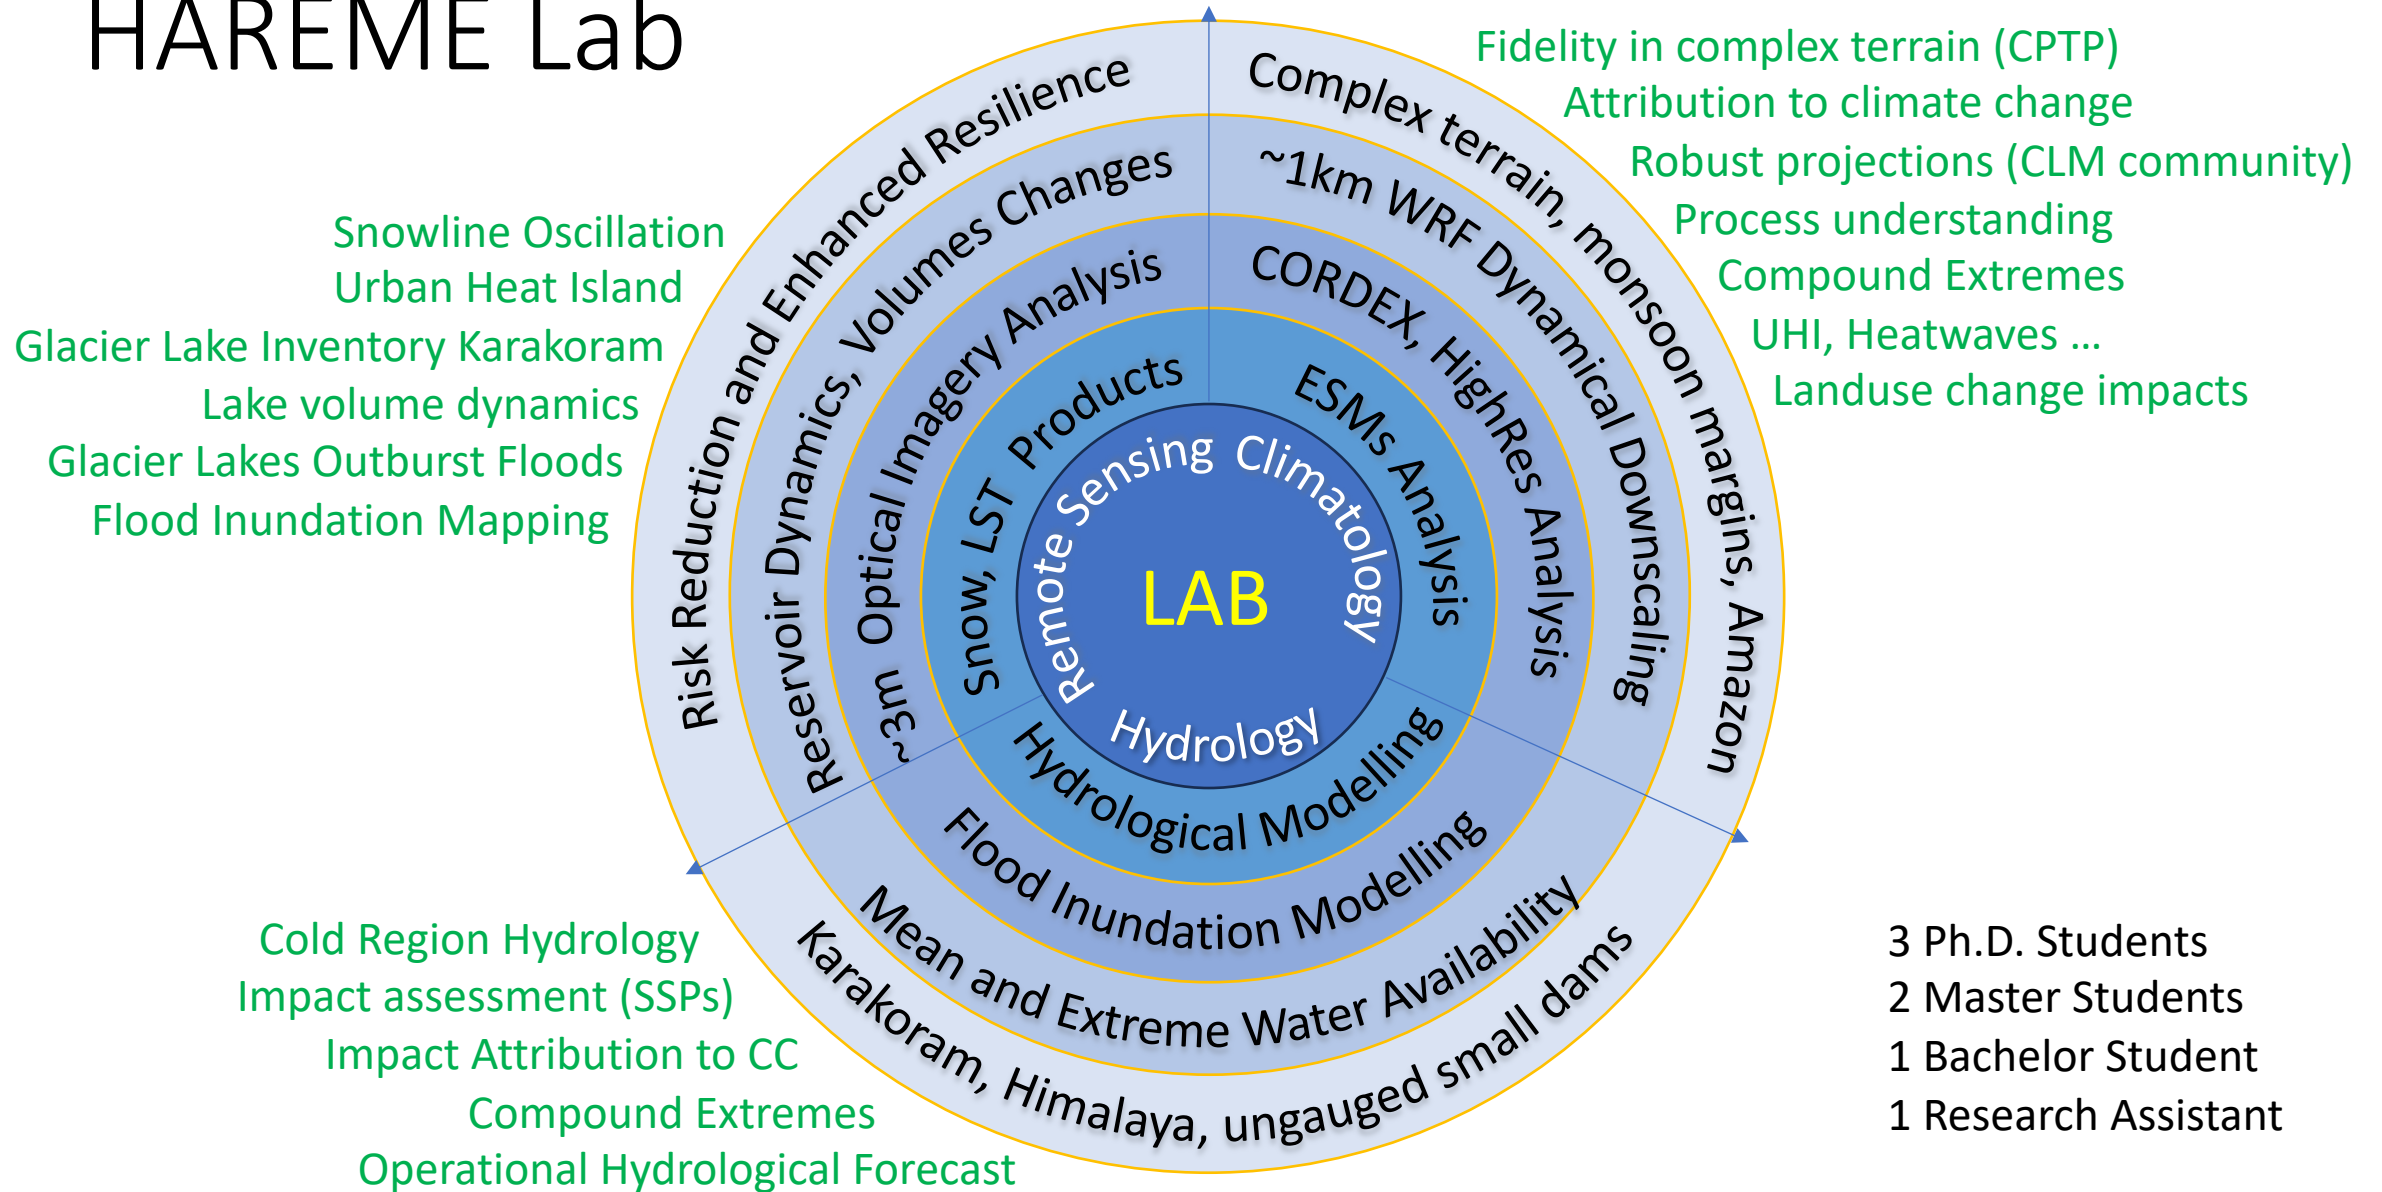 HAREME Lab
Fidelity in complex terrain (CPTP)
Attribution to climate change
Robust projections (CLM community)
Process understanding
Compound Extremes
UHI, Heatwaves ...
Landuse change impacts
Snowline Oscillation
Urban Heat Island
Glacier Lake Inventory Karakoram
Lake volume dynamics
Glacier Lakes Outburst Floods
Flood Inundation Mapping
Risk Reduction and Enhanced Resilience
Reservoir Dynamics, Volumes Changes
~3m Optical Imagery Analysis
Snow, LST Products
Remote Sensing
Complex terrain, monsoon margins, Amazon
~1km WRF Dynamical Downscaling
CORDEX, HighRes Analysis
ESMs Analysis
Climatology
LAB
Hydrology
Hydrological Modelling
Flood Inundation Modelling
Mean and Extreme Water Availability
Karakoram, Himalaya, ungauged small dams
Cold Region Hydrology
Impact assessment (SSPs)
Impact Attribution to CC
Compound Extremes
Operational Hydrological Forecast
3 Ph.D. Students
2 Master Students
1 Bachelor Student
1 Research Assistant